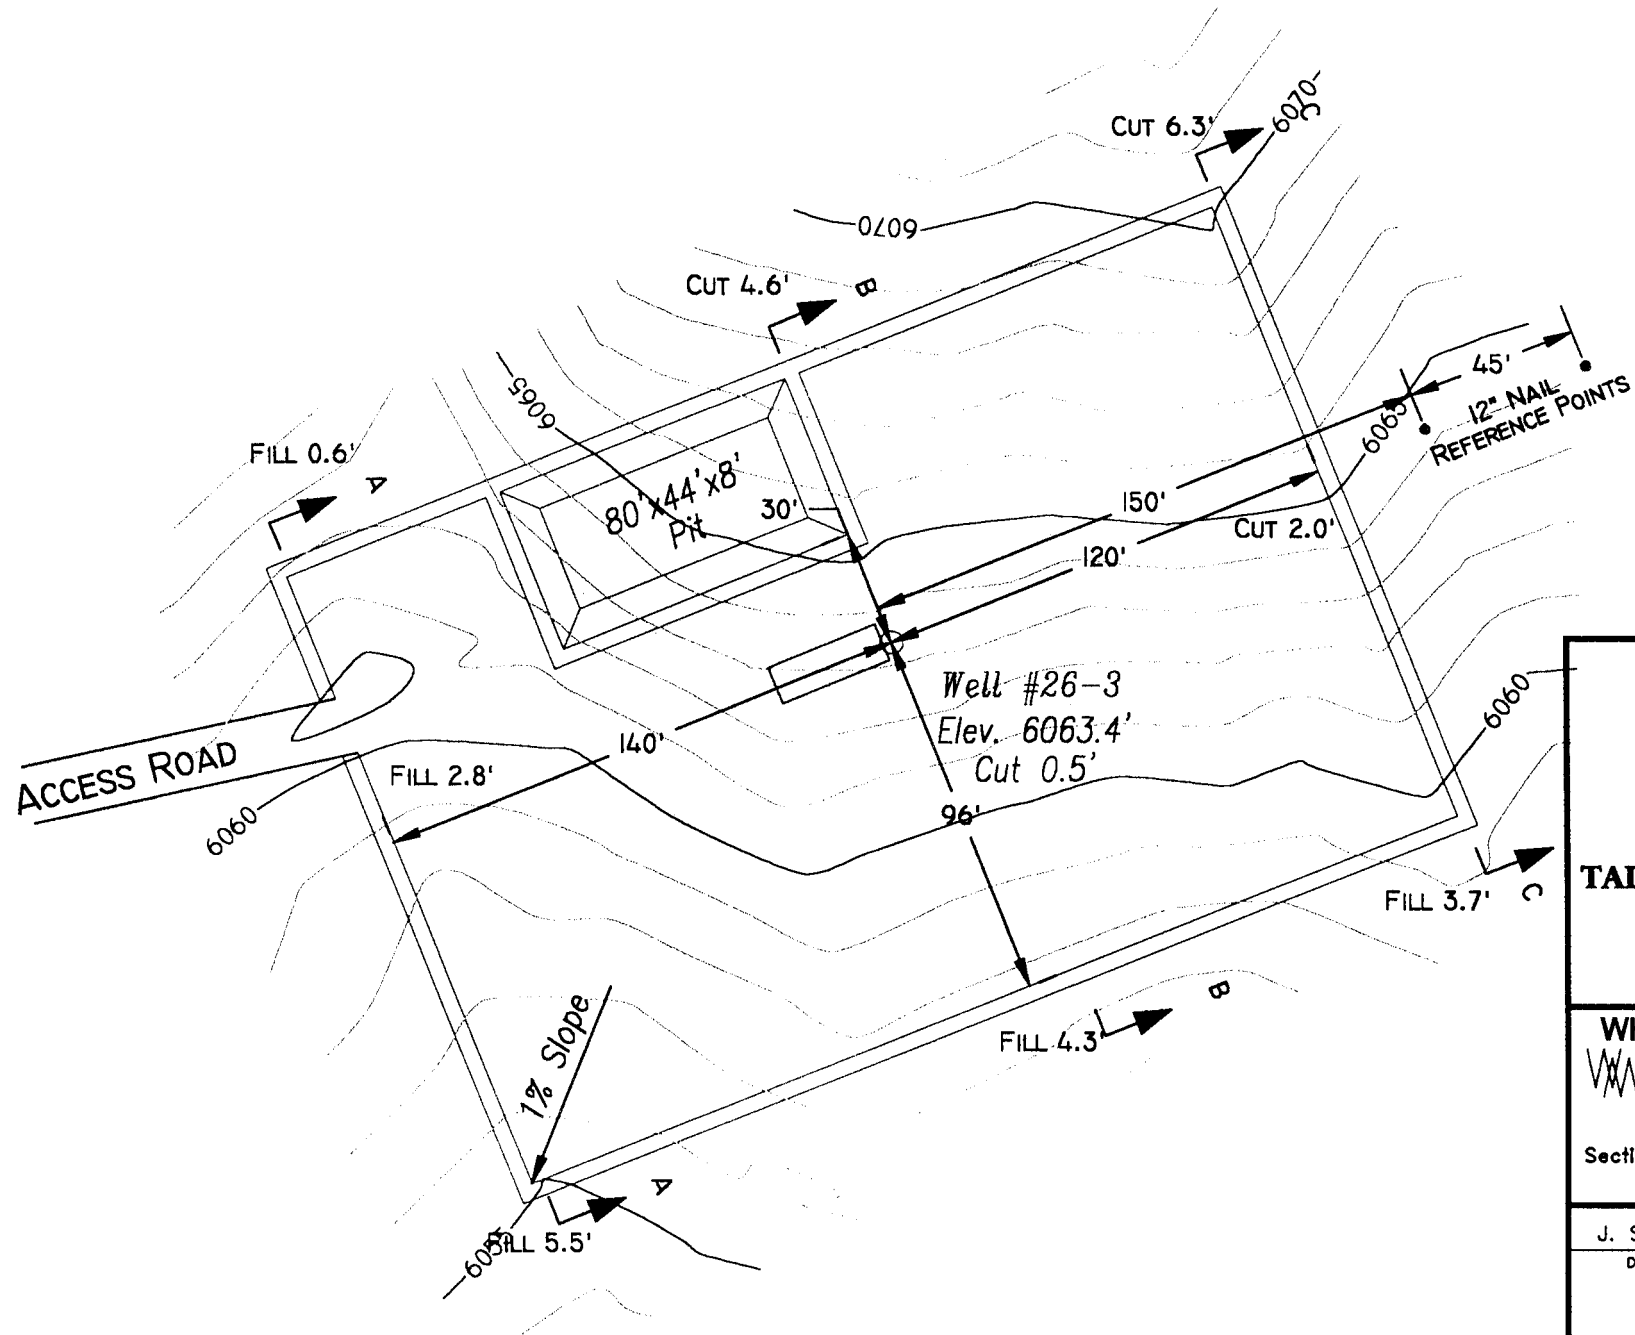 6070
C
CUT 6.3'
6070
CUT 4.6'
B
6065
45'
12" NAIL
REFERENCE POINTS
6065
FILL 0.6'
A
80'x44'x8'
Pit
30'
150'
CUT 2.0'
120'
Well #26-3
Elev. 6063.4'
Cut 0.5'
6060
ACCESS ROAD
140'
FILL 2.8'
6060
96'
FILL 3.7'
C
B
FILL 4.3'
1% Slope
A
FILL 5.5'
6055
Secti
J. S